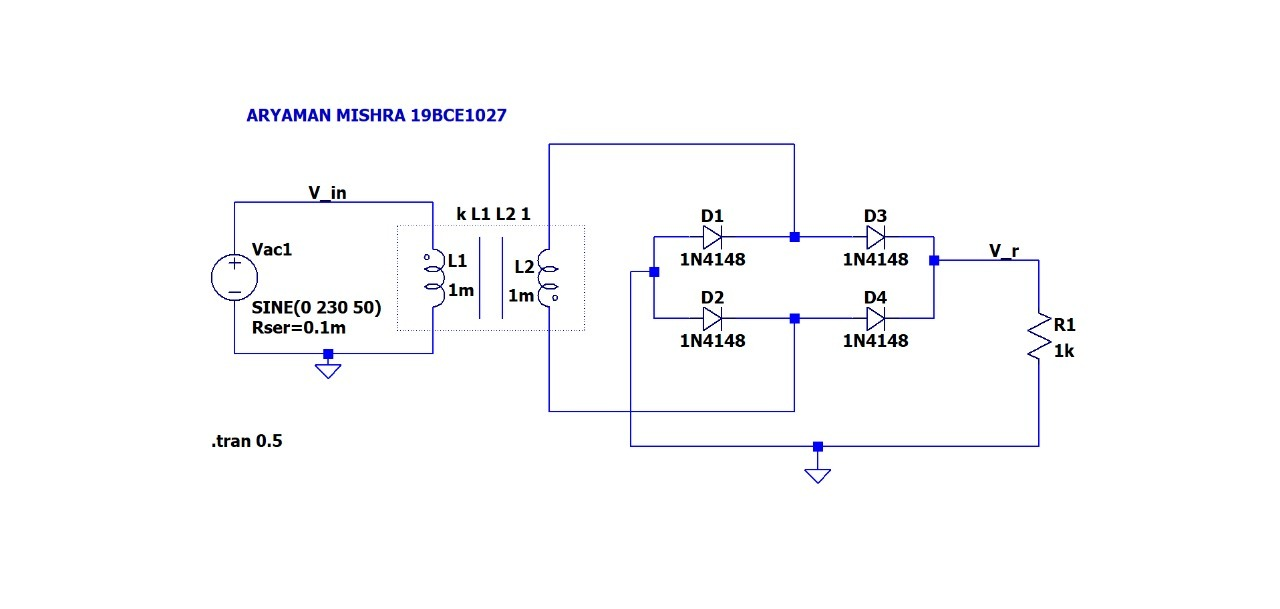 ARYAMAN MISHRA 19BCE1027
V_in
k L1 L2 1
Vac1
+
−
SINE(0 230 50)
Rser=0.1m
L1
1m
L2
1m
D1
1N4148
D3
1N4148
D2
1N4148
D4
1N4148
V_r
R1
1k
.tran 0.5